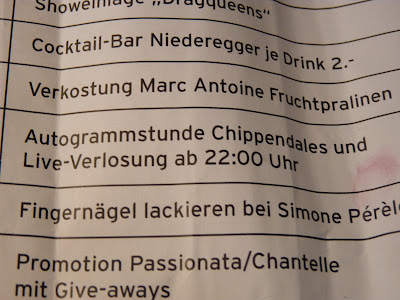 Showeinlage „Dragqueens“
Cocktail-Bar Niederegger je Drink 2.-
Verkostung Marc Antoine Fruchtpralinen
Autogrammstunde Chippendales und
Live-Verlosung ab 22:00 Uhr
Fingernägel lackieren bei Simone Pérèle
Promotion Passionata/Chantelle
mit Give-aways